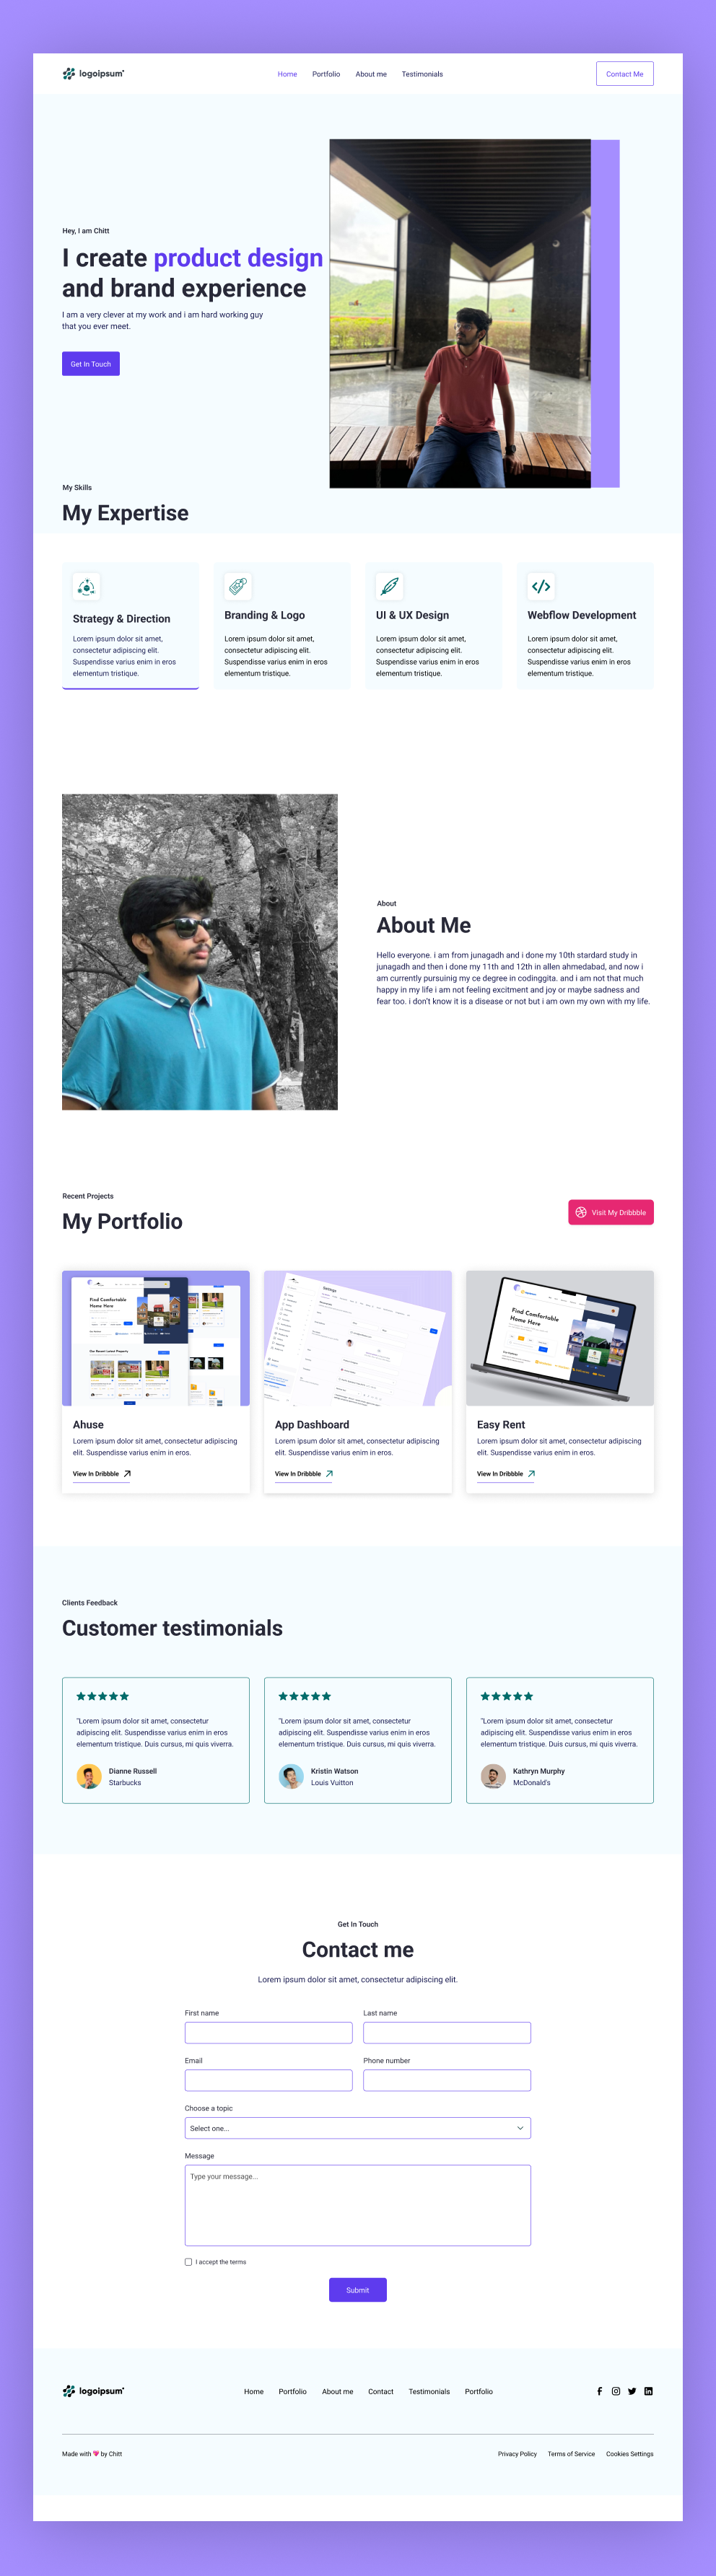 logoipsum
Home Portfolio About me Testimonials
Contact Me
Hey, I am Chitt
I create product design
and brand experience
I am a very clever at my work and i am hard working guy
that you ever meet.
Get In Touch
My Skills
My Expertise
Strategy & Direction
Lorem ipsum dolor sit amet,
consectetur adipiscing elit.
Suspendisse varius enim in eros
elementum tristique.
Branding & Logo
Lorem ipsum dolor sit amet,
consectetur adipiscing elit.
Suspendisse varius enim in eros
elementum tristique.
UI & UX Design
Lorem ipsum dolor sit amet,
consectetur adipiscing elit.
Suspendisse varius enim in eros
elementum tristique.
Webflow Development
Lorem ipsum dolor sit amet,
consectetur adipiscing elit.
Suspendisse varius enim in eros
elementum tristique.
About
About Me
Hello everyone. i am from junagadh and i done my 10th stardard study in
junagadh and then i done my 11th and 12th in allen ahmedabad, and now i
am currently pursuinig my ce degree in codinggita. and i am not that much
happy in my life i am not feeling excitment and joy or maybe sadness and
fear too. i don't know it is a disease or not but i am own my own with my life.
Recent Projects
My Portfolio
Visit My Dribbble
Find Comfortable
Home Here
Our Recent Latest Property
Ahuse
Lorem ipsum dolor sit amet, consectetur adipiscing
elit. Suspendisse varius enim in eros.
View In Dribbble
Settings
App Dashboard
Lorem ipsum dolor sit amet, consectetur adipiscing
elit. Suspendisse varius enim in eros.
View In Dribbble
Find Comfortable
Home Here
Easy Rent
Lorem ipsum dolor sit amet, consectetur adipiscing
elit. Suspendisse varius enim in eros.
View In Dribbble
Clients Feedback
Customer testimonials
"Lorem ipsum dolor sit amet, consectetur
adipiscing elit. Suspendisse varius enim in eros
elementum tristique. Duis cursus, mi quis viverra.
Dianne Russell
Starbucks
"Lorem ipsum dolor sit amet, consectetur
adipiscing elit. Suspendisse varius enim in eros
elementum tristique. Duis cursus, mi quis viverra.
Kristin Watson
Louis Vuitton
"Lorem ipsum dolor sit amet, consectetur
adipiscing elit. Suspendisse varius enim in eros
elementum tristique. Duis cursus, mi quis viverra.
Kathryn Murphy
McDonald's
Get In Touch
Contact me
Lorem ipsum dolor sit amet, consectetur adipiscing elit.
First name Last name
Email Phone number
Choose a topic
Select one...
Message
Type your message...
I accept the terms
Submit
logoipsum
Home Portfolio About me Contact Testimonials Portfolio
Made with by Chitt
Privacy Policy Terms of Service Cookies Settings